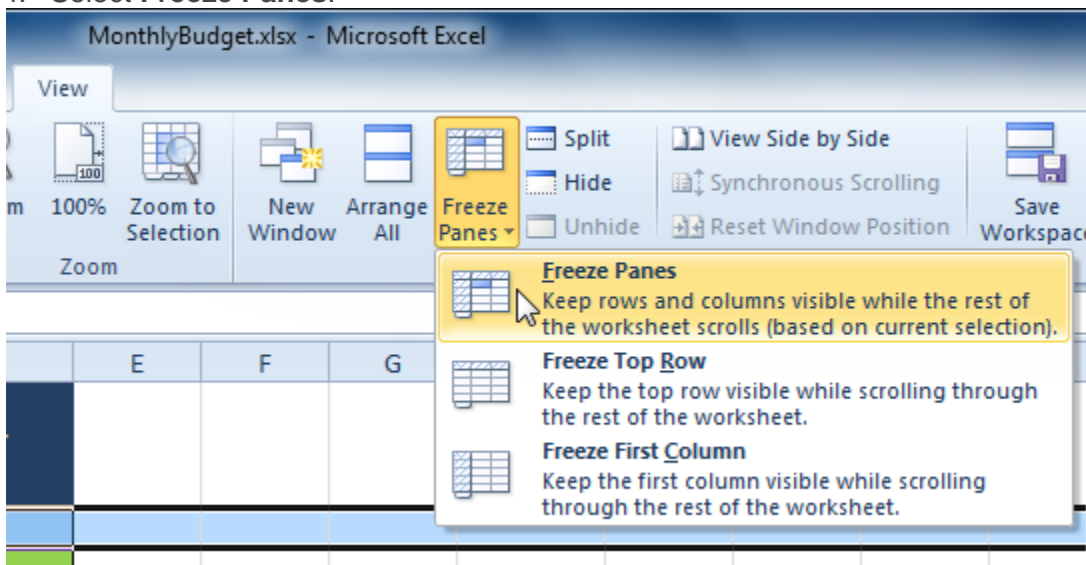 MonthlyBudget.xlsx - Microsoft Excel
View
m 100% Zoom to Selection New Window Arrange All Freeze Panes Split Hide Unhide View Side by Side Synchronous Scrolling Reset Window Position Save
Zoom
Freeze Panes
Keep rows and columns visible while the rest of
the worksheet scrolls (based on current selection).
E F G
Freeze Top Row
Keep the top row visible while scrolling through
the rest of the worksheet.
Freeze First Column
Keep the first column visible while scrolling
through the rest of the worksheet.